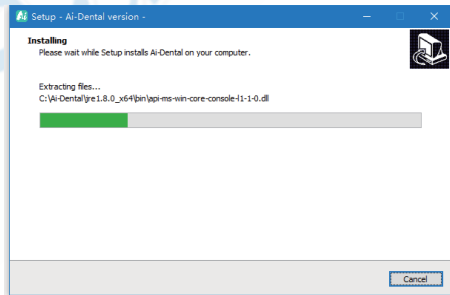 Ai Setup - Ai-Dental version -
Installing
Please wait while Setup installs Ai-Dental on your computer.
Extracting files...
C:\Ai-Dental\jre1.8.0_x64\bin\api-ms-win-core-console-l1-1-0.dll
Cancel